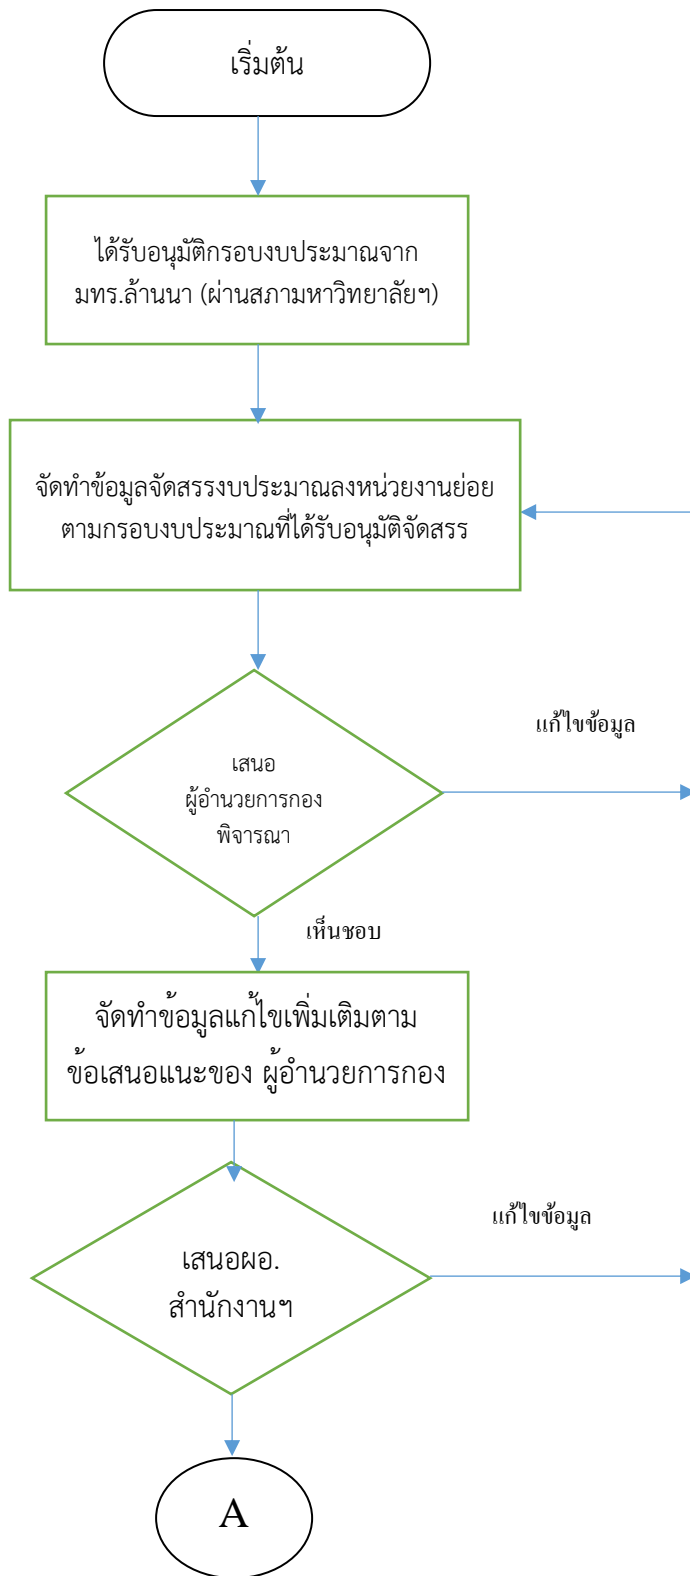 เริ่มต้น
ได้รับอนุมัติกรอบงบประมาณจาก
มทร.ล้านนา (ผ่านสภามหาวิทยาลัยฯ)
จัดทำข้อมูลจัดสรรงบประมาณลงหน่วยงานย่อย
ตามกรอบงบประมาณที่ได้รับอนุมัติจัดสรร
แก้ไขข้อมูล
เสนอ
ผู้อำนวยการกอง
พิจารณา
เห็นชอบ
จัดทำข้อมูลแก้ไขเพิ่มเติมตาม
ข้อเสนอแนะของ ผู้อำนวยการกอง
แก้ไขข้อมูล
เสนอผอ.
สำนักงานฯ
A